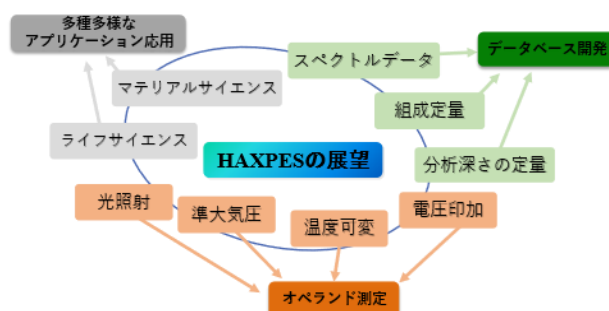 多種多様な
アプリケーション応用
スペクトルデータ
データベース開発
マテリアルサイエンス
組成定量
ライフサイエンス
HAXPESの展望
分析深さの定量
光照射
準大気圧
温度可変
電圧印加
オペランド測定